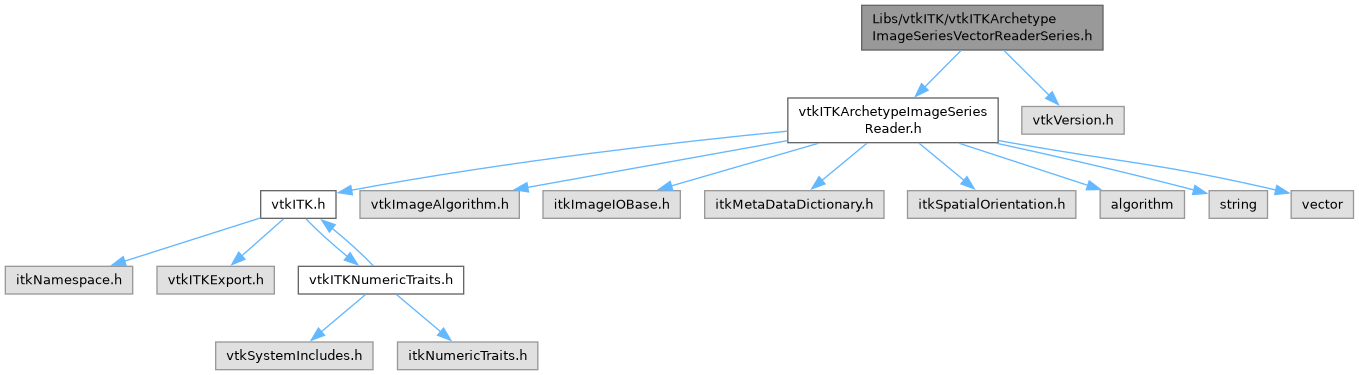 Libs/vtkITK/vtkITKArchetype
ImageSeriesVectorReaderSeries.h
vtkITKArchetypeImageSeries
Reader.h
vtkVersion.h
vtkITK.h
vtkImageAlgorithm.h
itkImageIOBase.h
itkMetaDataDictionary.h
itkSpatialOrientation.h
algorithm
string
vector
itkNamespace.h
vtkITKExport.h
vtkITKNumericTraits.h
vtkSystemIncludes.h
itkNumericTraits.h